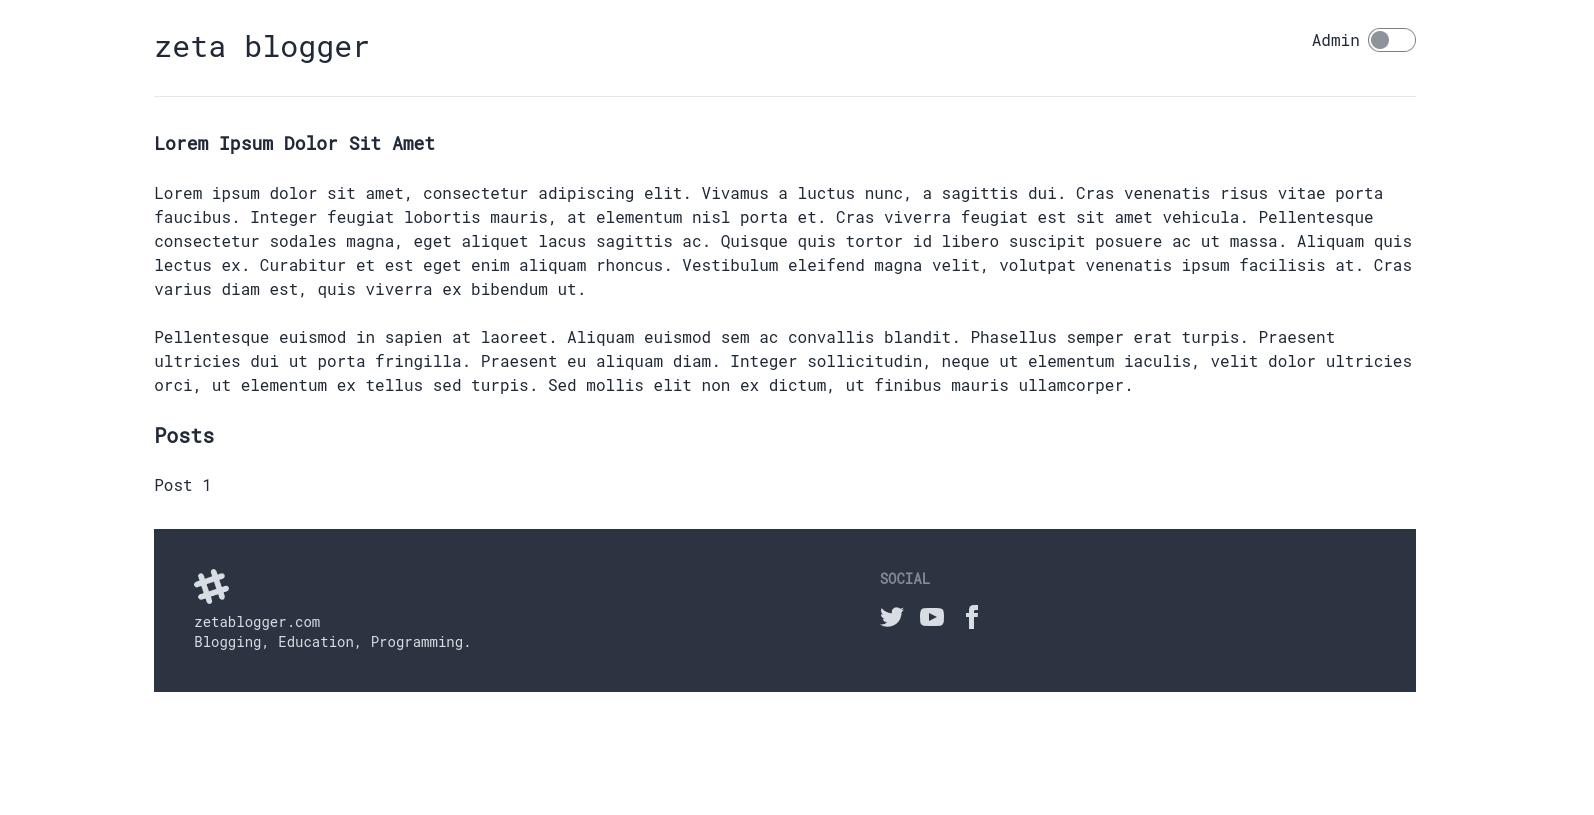 zeta blogger
Admin
Lorem Ipsum Dolor Sit Amet
Lorem ipsum dolor sit amet, consectetur adipiscing elit. Vivamus a luctus nunc, a sagittis dui. Cras venenatis risus vitae porta
faucibus. Integer feugiat lobortis mauris, at elementum nisl porta et. Cras viverra feugiat est sit amet vehicula. Pellentesque
consectetur sodales magna, eget aliquet lacus sagittis ac. Quisque quis tortor id libero suscipit posuere ac ut massa. Aliquam quis
lectus ex. Curabitur et est eget enim aliquam rhoncus. Vestibulum eleifend magna velit, volutpat venenatis ipsum facilisis at. Cras
varius diam est, quis viverra ex bibendum ut.
Pellentesque euismod in sapien at laoreet. Aliquam euismod sem ac convallis blandit. Phasellus semper erat turpis. Praesent
ultricies dui ut porta fringilla. Praesent eu aliquam diam. Integer sollicitudin, neque ut elementum iaculis, velit dolor ultricies
orci, ut elementum ex tellus sed turpis. Sed mollis elit non ex dictum, ut finibus mauris ullamcorper.
Posts
Post 1
zetablogger.com
Blogging, Education, Programming.
SOCIAL